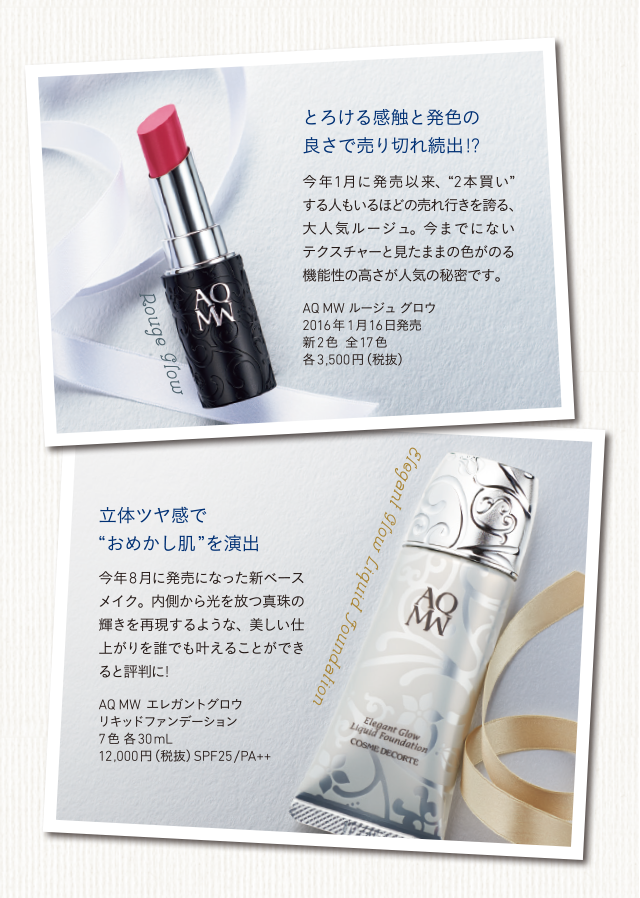 とろける感触と発色の
良さで売り切れ続出!?
今年1月に発売以来、“2本買い”
する人もいるほどの売れ行きを誇る、
大人気ルージュ。今までにない
テクスチャーと見たままの色がのる
機能性の高さが人気の秘密です。
AQ MW ルージュ グロウ
2016年1月16日発売
新2色 全17色
各3,500円(税抜)
AQ
MW
Rouge glow
立体ツヤ感で
“おめかし肌”を演出
今年8月に発売になった新ベース
メイク。内側から光を放つ真珠の
輝きを再現するような、美しい仕
上がりを誰でも叶えることができ
ると評判に!
AQ MW エレガントグロウ
リキッドファンデーション
7色 各30mL
12,000円(税抜) SPF25/PA++
Elegant Glow Liquid Foundation
AQ
MW
Elegant Glow
Liquid Foundation
COSME DECORTE